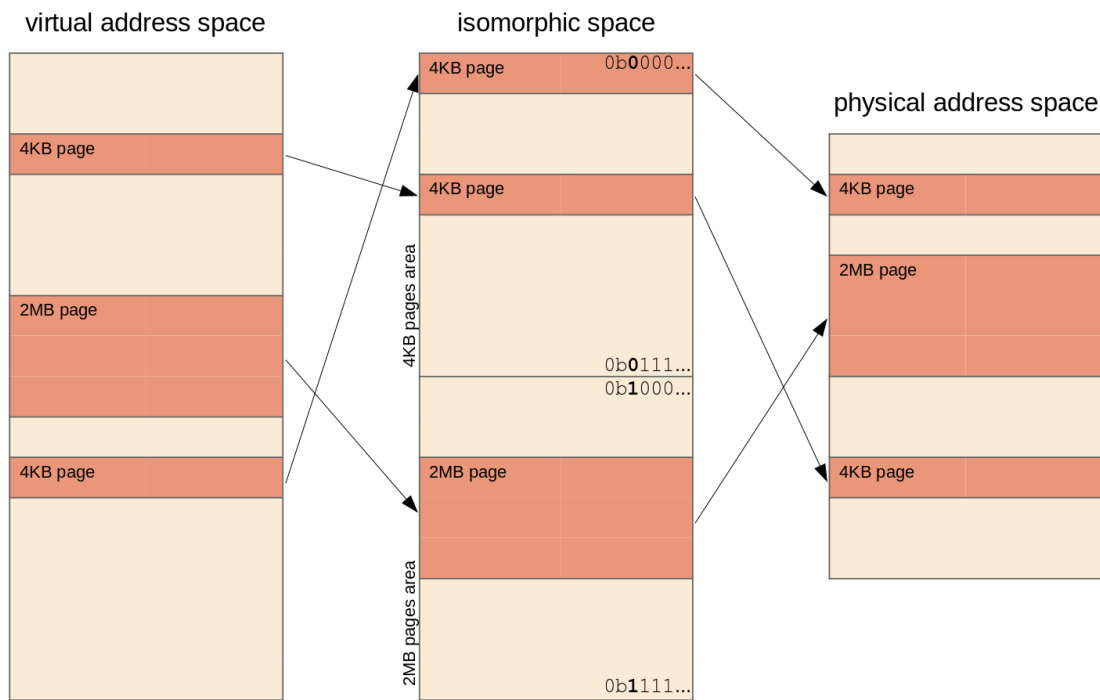 virtual address space
4KB page
2MB page
4KB page
isomorphic space
4KB page
0b0000...
4KB page
4KB pages area
0b0111...
0b1000...
2MB page
2MB pages area
0b1111...
physical address space
4KB page
2MB page
4KB page